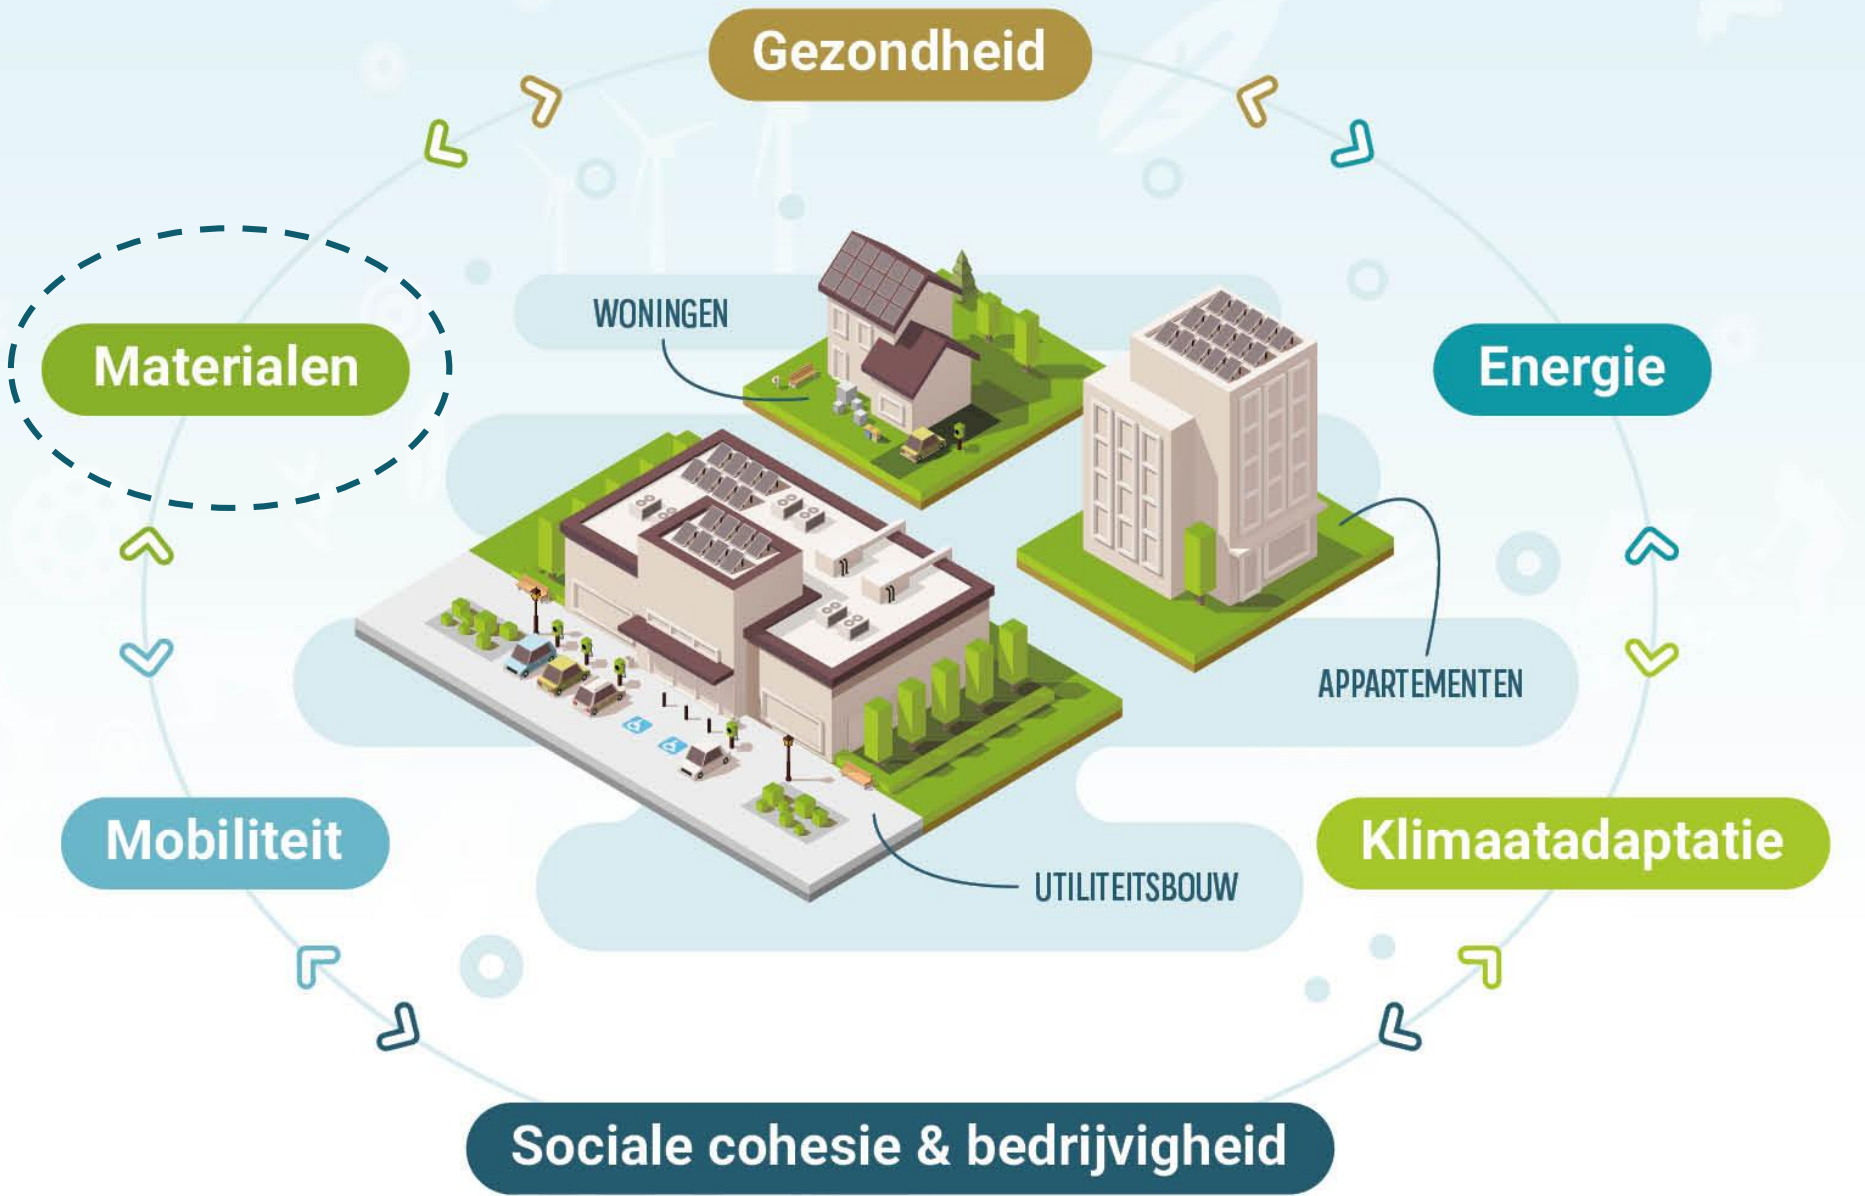 Gezondheid
WONINGEN
Materialen
Energie
APPARTEMENTEN
Mobiliteit
Klimaatadaptatie
UTILITEITSBOUW
Sociale cohesie & bedrijvigheid